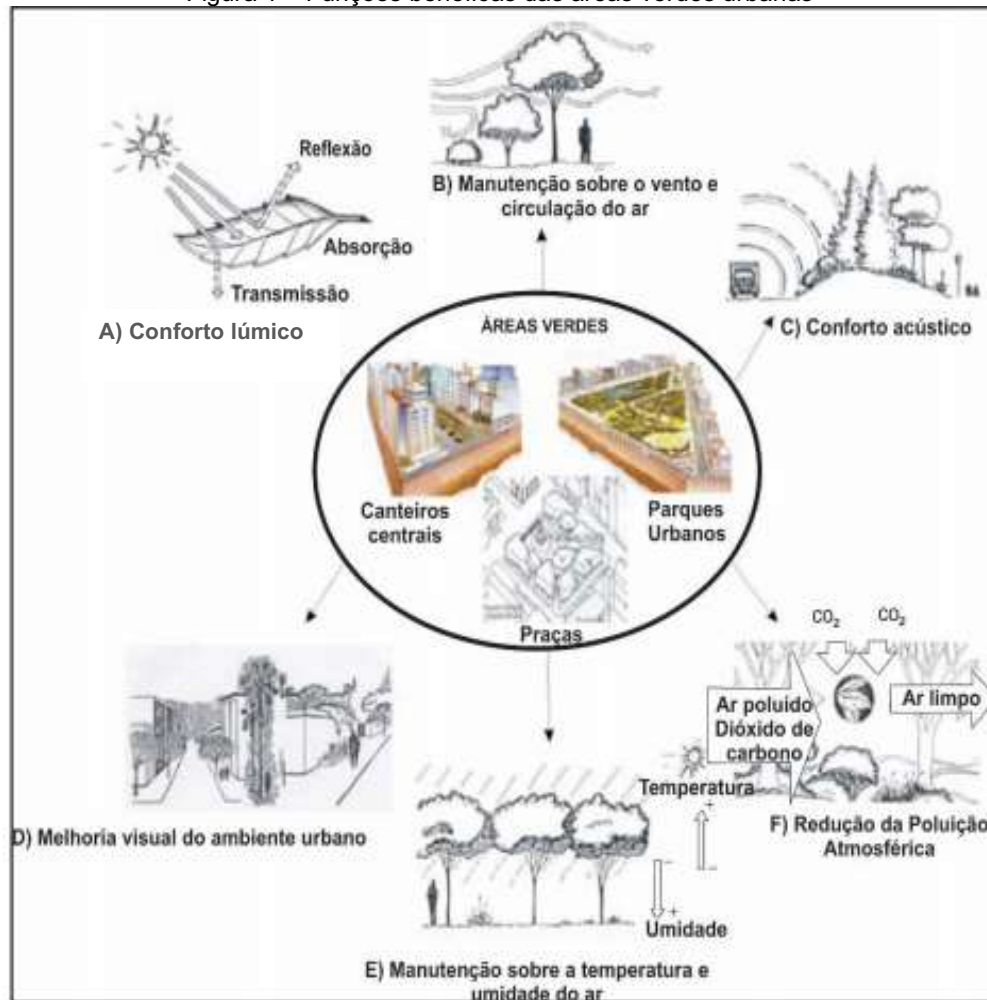 Reflexão
Absorção
Transmissão
A) Conforto lúmico
B) Manutenção sobre o vento e
circulação do ar
C) Conforto acústico
ÁREAS VERDES
Canteiros
centrais
Parques
Urbanos
Praças
D) Melhoria visual do ambiente urbano
Temperatura
+
-
-
+
Umidade
E) Manutenção sobre a temperatura e
umidade do ar
CO2 CO2
Ar poluido
Dióxido de
carbono
Ar limpo
F) Redução da Poluição
Atmosférica